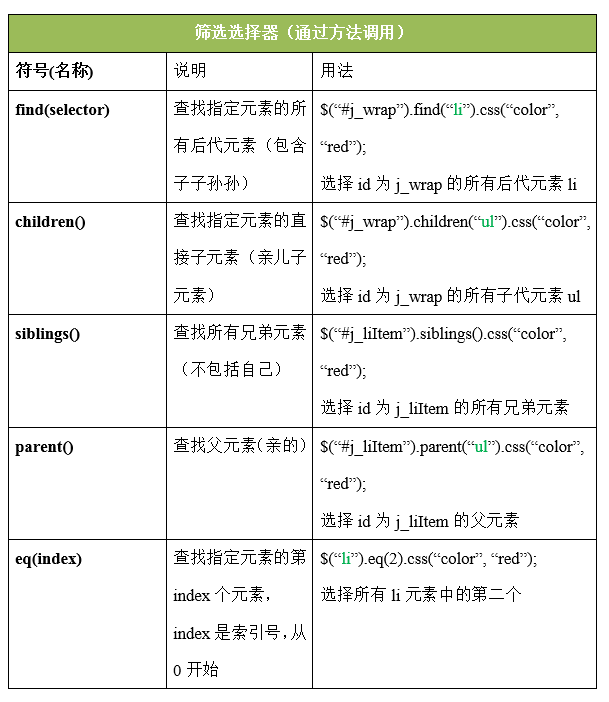 筛选选择器（通过方法调用）
符号(名称)
说明
用法
find(selector)
查找指定元素的所
有后代元素（包含
子子孙孙）
$(“#j_wrap”).find(“li”).css(“color”,
“red”);
选择 id 为 j_wrap 的所有后代元素 li
children()
查找指定元素的直
接子元素（亲儿子
元素）
$(“#j_wrap”).children(“ul”).css(“color”,
“red”);
选择 id 为 j_wrap 的所有子代元素 ul
siblings()
查找所有兄弟元素
（不包括自己）
$(“#j_liItem”).siblings().css(“color”,
“red”);
选择 id 为 j_liItem 的所有兄弟元素
parent()
查找父元素（亲的）
$(“#j_liItem”).parent(“ul”).css(“color”,
“red”);
选择 id 为 j_liItem 的父元素
eq(index)
查找指定元素的第
index 个元素，
index 是索引号，从
0 开始
$(“li”).eq(2).css(“color”, “red”);
选择所有 li 元素中的第二个